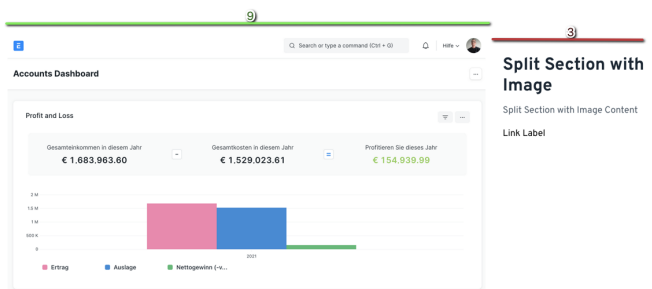 9)
3)
E
Search or type a command (Ctrl + G)
Hilfe
Accounts Dashboard
Split Section with
Image
Split Section with Image Content
Link Label
Profit and Loss
Gesamteinkommen in diesem Jahr
€ 1.683,963.60
-
Gesamtkosten in diesem Jahr
€ 1.529,023.61
=
Profitieren Sie dieses Jahr
€ 154,939.99
2 M
1.5 M
1 M
500 K
0
2021
Ertrag
Auslage
Nettogewinn (-v...